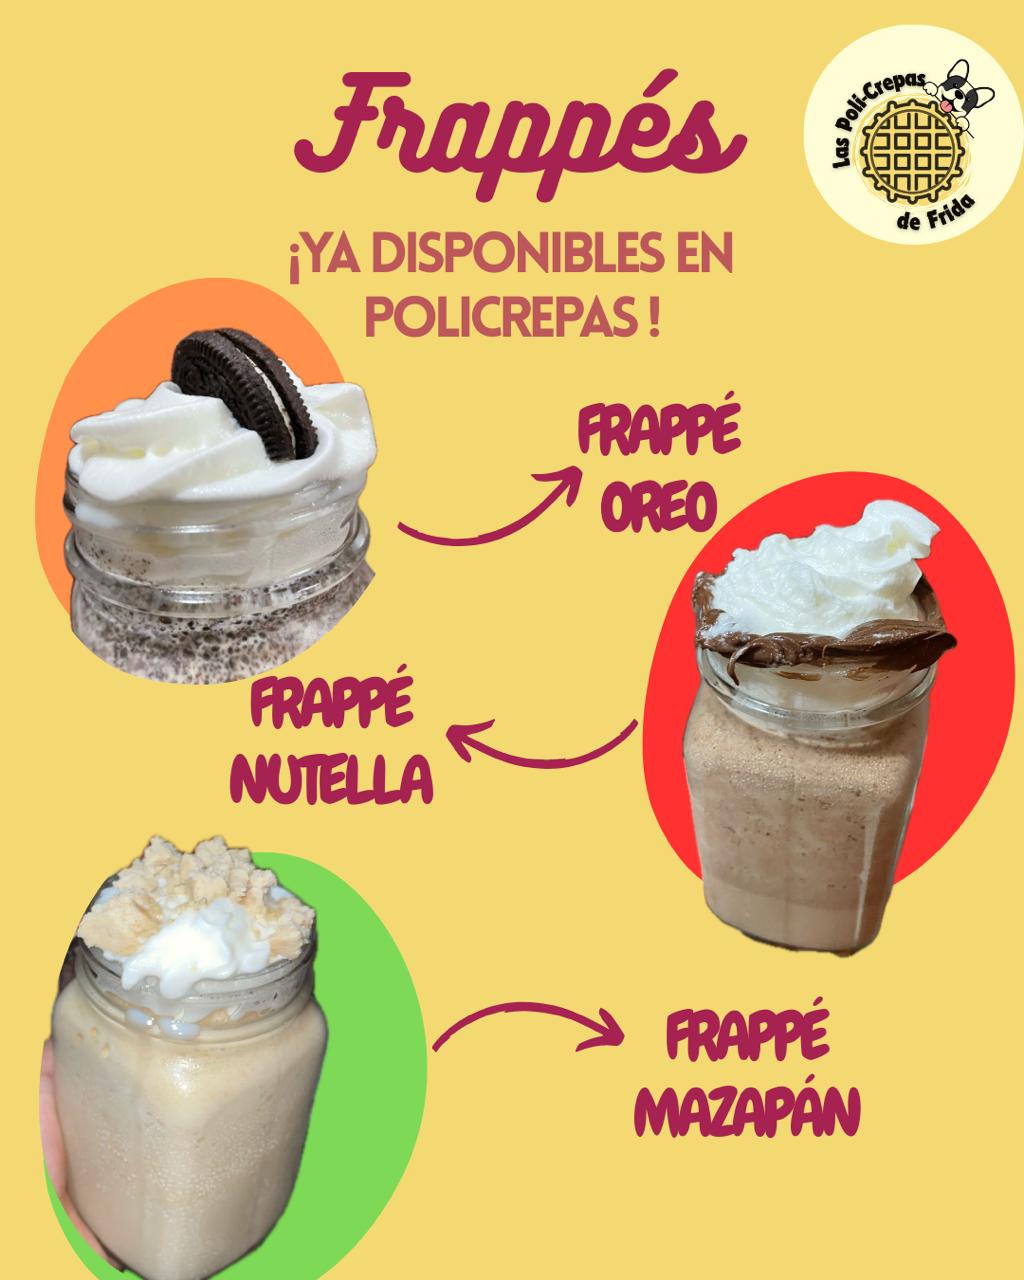 Frappés
Las Poli-Crepas
de Frida
¡YA DISPONIBLES EN
POLICREPAS !
FRAPPÉ
OREO
FRAPPÉ
NUTELLA
FRAPPÉ
MAZAPÁN